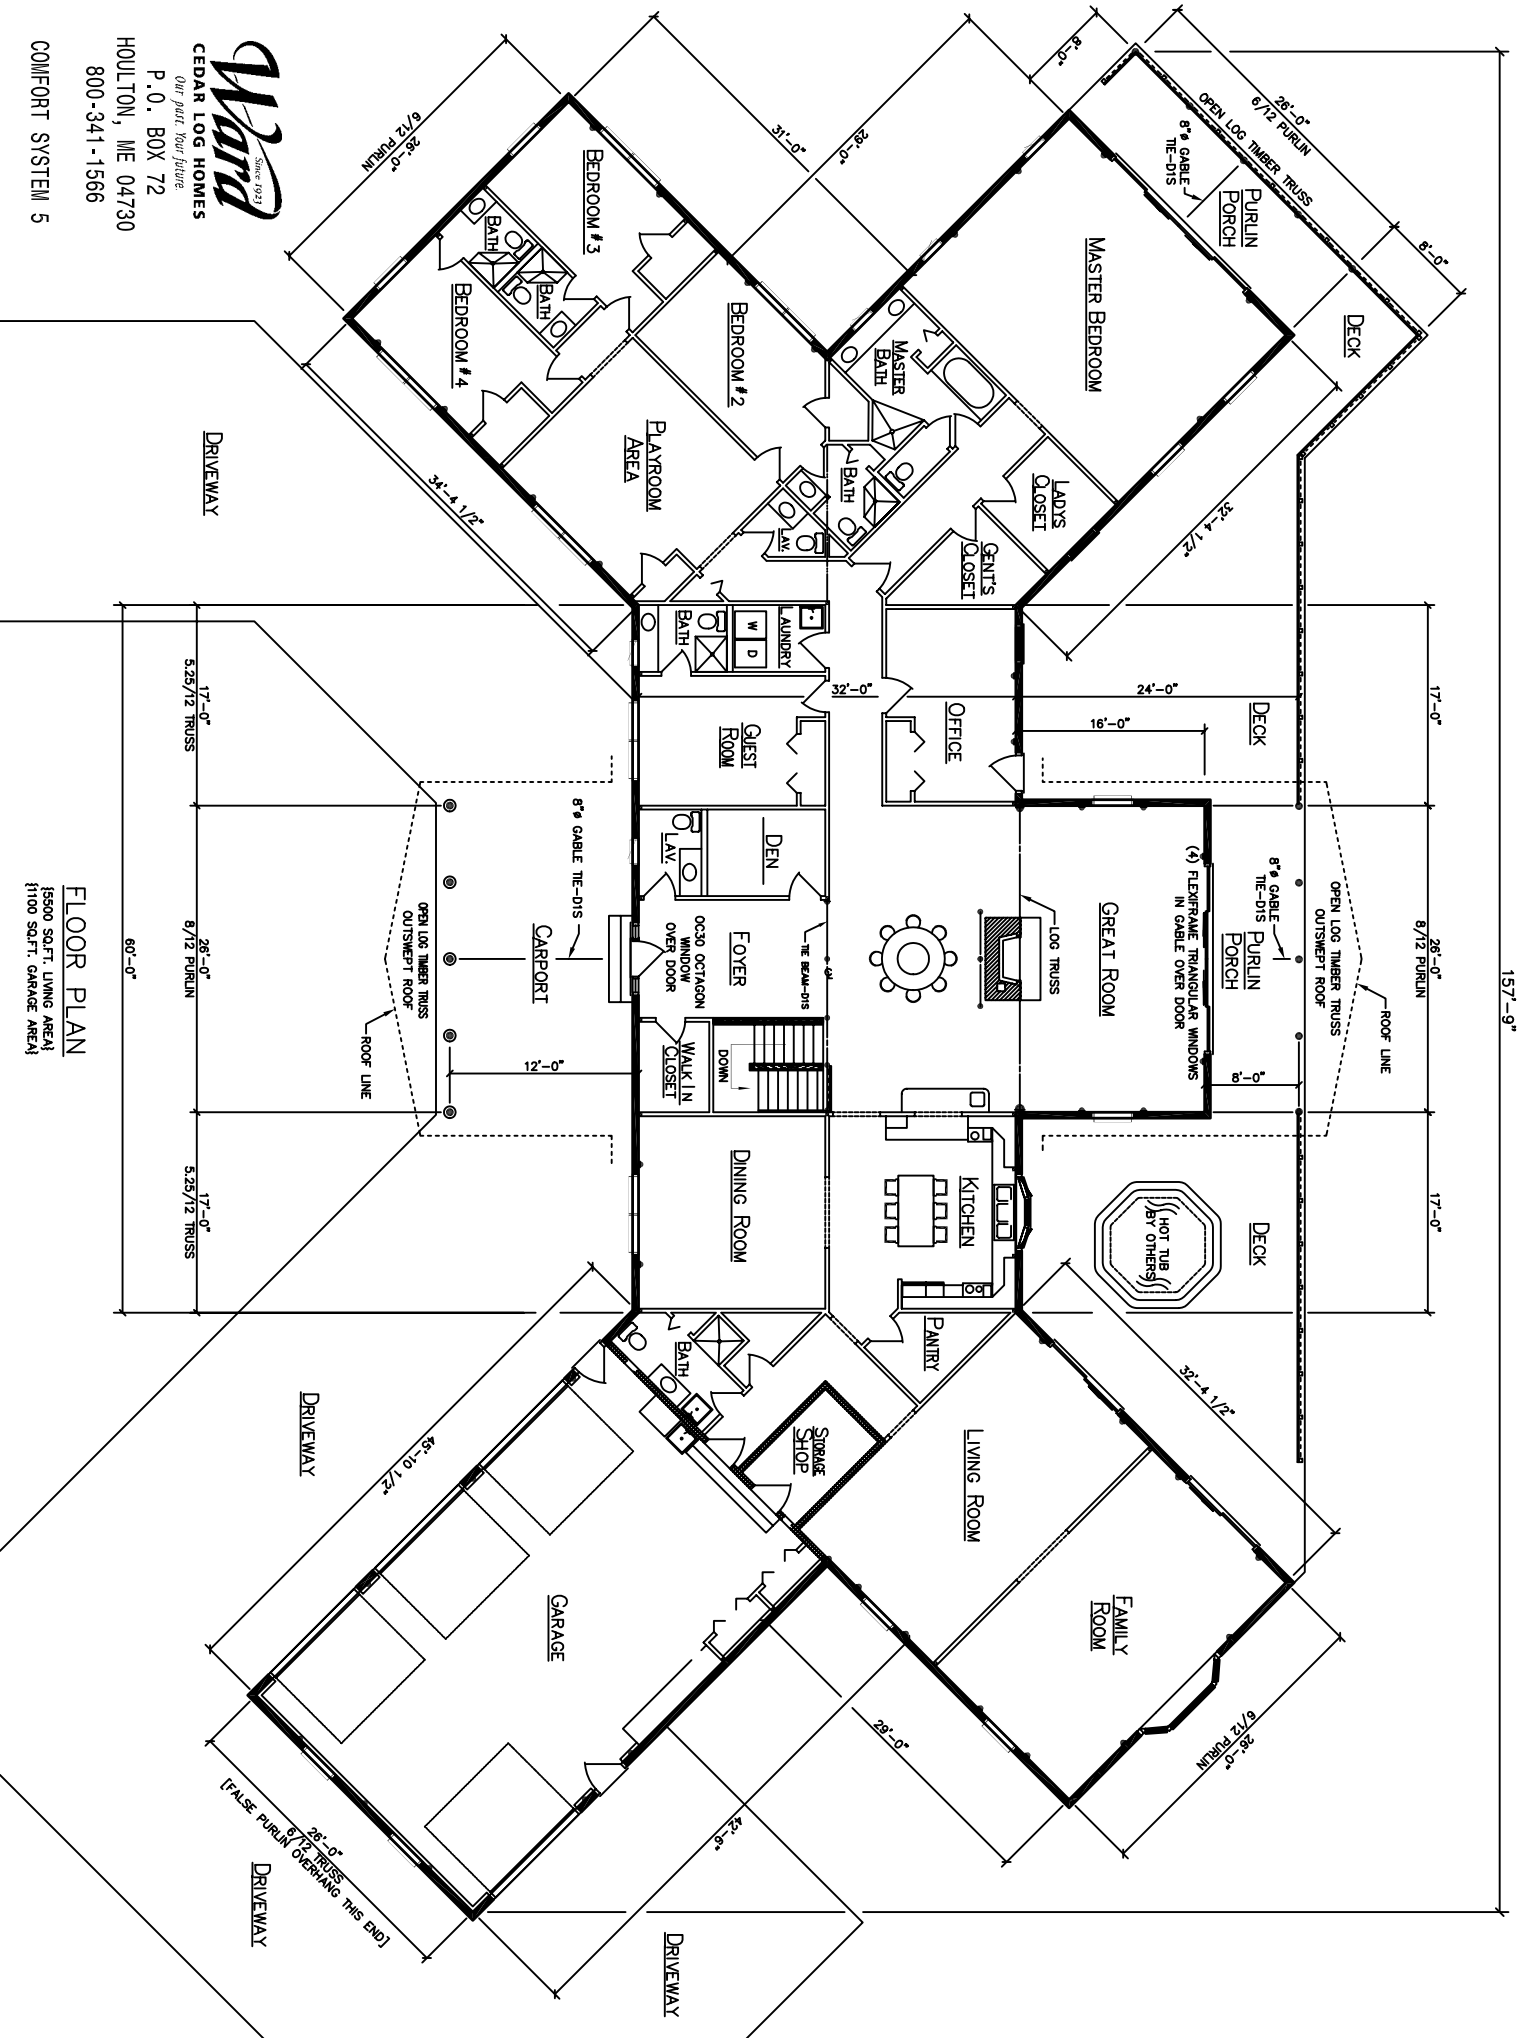 157'-9"
8'-0"
26'-0"
6/12 PURLIN
OPEN LOG TIMBER TRUSS
8"ø GABLE
TIE-D1S
PURLIN
PORCH
8'-0"
DECK
29'-0"
31'-0"
26'-0"
6/12 PURLIN
MASTER BEDROOM
32'-4 1/2"
MASTER
BATH
LADYS
CLOSET
GENT'S
CLOSET
BEDROOM #3
BATH
BATH
BEDROOM #4
BEDROOM #2
PLAYROOM
AREA
BATH
LAV.
34'-4 1/2"
DRIVEWAY
17'-0"
26'-0"
8/12 PURLIN
17'-0"
DECK
24'-0"
16'-0"
32'-0"
OFFICE
LAUNDRY
W
D
BATH
GUEST
ROOM
DEN
LAV.
8"ø GABLE
TIE-D1S
OPEN LOG TIMBER TRUSS
OUTSWEPT ROOF
ROOF LINE
PURLIN
PORCH
(4) FLEXIFRAME TRIANGULAR WINDOWS
IN GABLE OVER DOOR
8'-0"
GREAT ROOM
LOG TRUSS
TIE BEAM-D1S
FOYER
OC30 OCTAGON
WINDOW
OVER DOOR
DOWN
WALK IN
CLOSET
CARPORT
8"ø GABLE TIE-D1S
12'-0"
OPEN LOG TIMBER TRUSS
OUTSWEPT ROOF
ROOF LINE
DECK
HOT TUB
BY OTHERS
KITCHEN
DINING ROOM
PANTRY
BATH
STORAGE
SHOP
32'-4 1/2"
LIVING ROOM
FAMILY
ROOM
26'-0"
6/12 PURLIN
29'-0"
42'-6"
45'-10 1/2"
GARAGE
26'-0"
6/12 TRUSS
[FALSE PURLIN OVERHANG THIS END]
DRIVEWAY
DRIVEWAY
DRIVEWAY
17'-0"
5.25/12 TRUSS
26'-0"
8/12 PURLIN
17'-0"
5.25/12 TRUSS
60'-0"
FLOOR PLAN
{5500 SQ.FT. LIVING AREA}
{1100 SQ.FT. GARAGE AREA}
Ward
Since 1923
CEDAR LOG HOMES
Our past. Your future.
P.O. BOX 72
HOULTON, ME 04730
800-341-1566
COMFORT SYSTEM 5